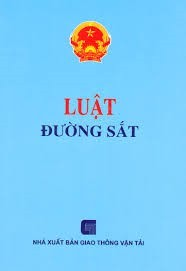 LUẬT
ĐƯỜNG SẮT
NHÀ XUẤT BẢN GIAO THÔNG VẬN TẢI